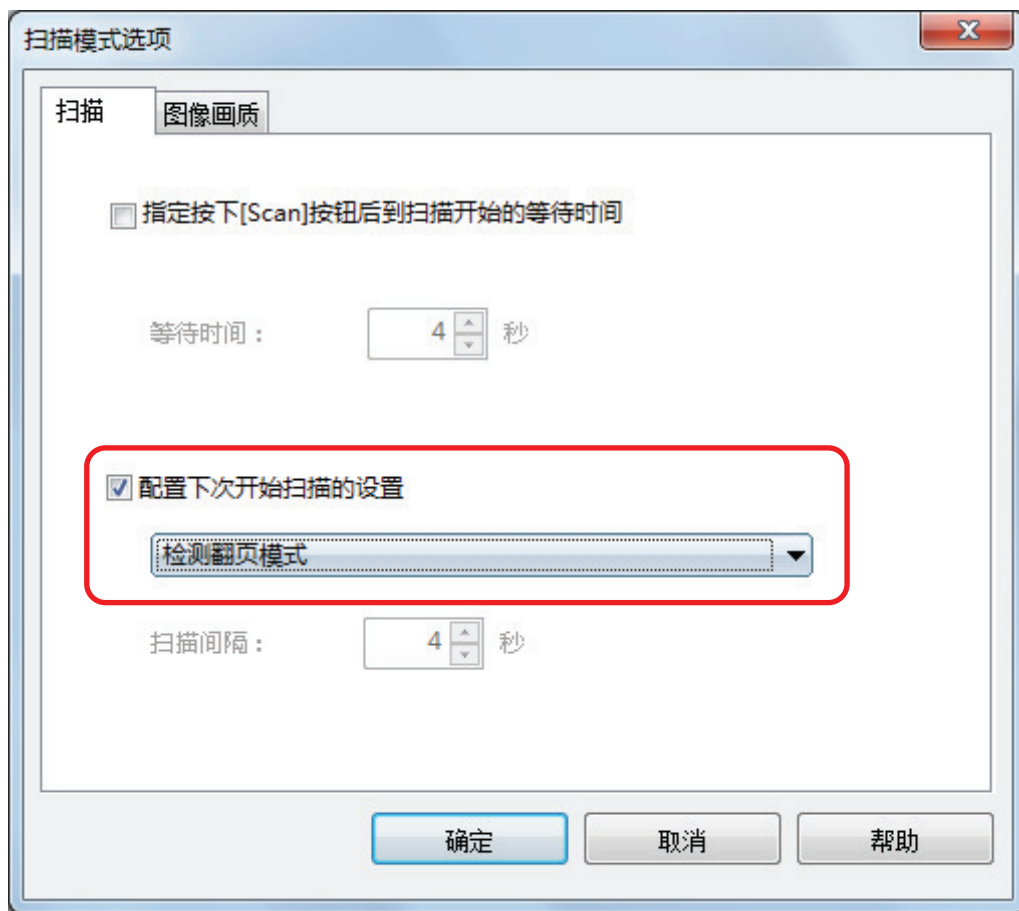 扫描模式选项
扫描
图像画质
指定按下[Scan]按钮后到扫描开始的等待时间
等待时间： 4 秒
配置下次开始扫描的设置
检测翻页模式
扫描间隔： 4 秒
确定 取消 帮助